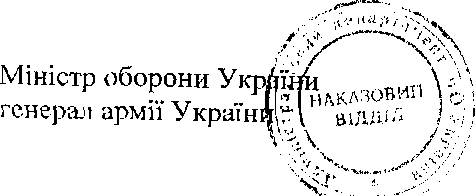 Міністр оборони України
генерал армії України
НАКАЗОВИЙ
ВІДДІЛ